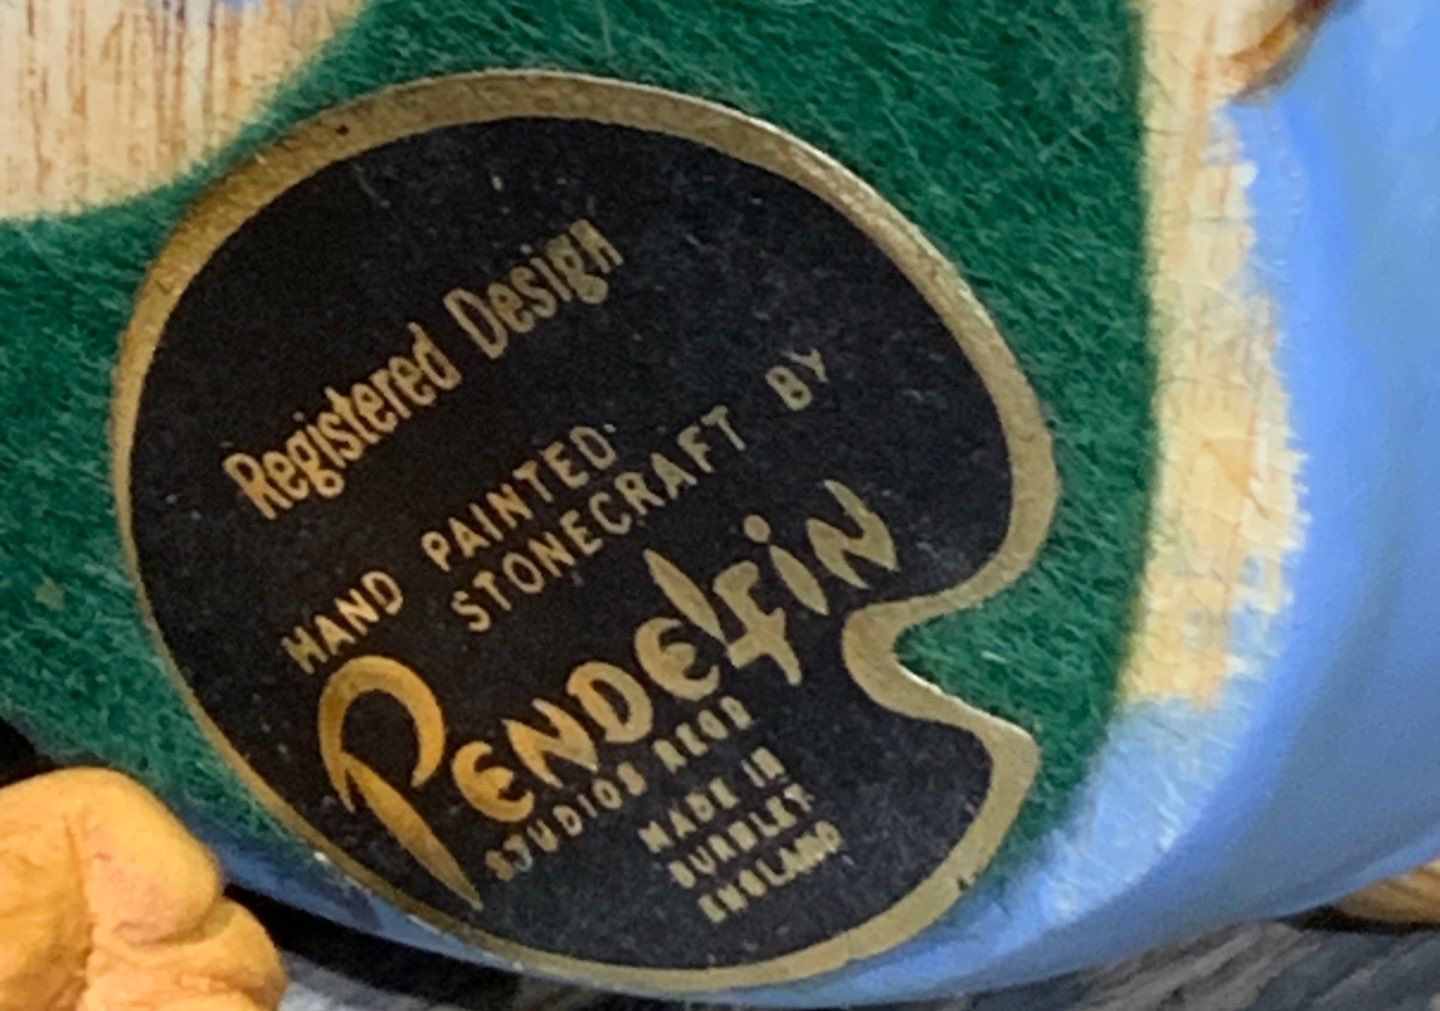 Registered Design
HAND PAINTED
STONECRAFT BY
PENDELFIN
STUDIOS REGD
MADE IN
BURNLEY
ENGLAND